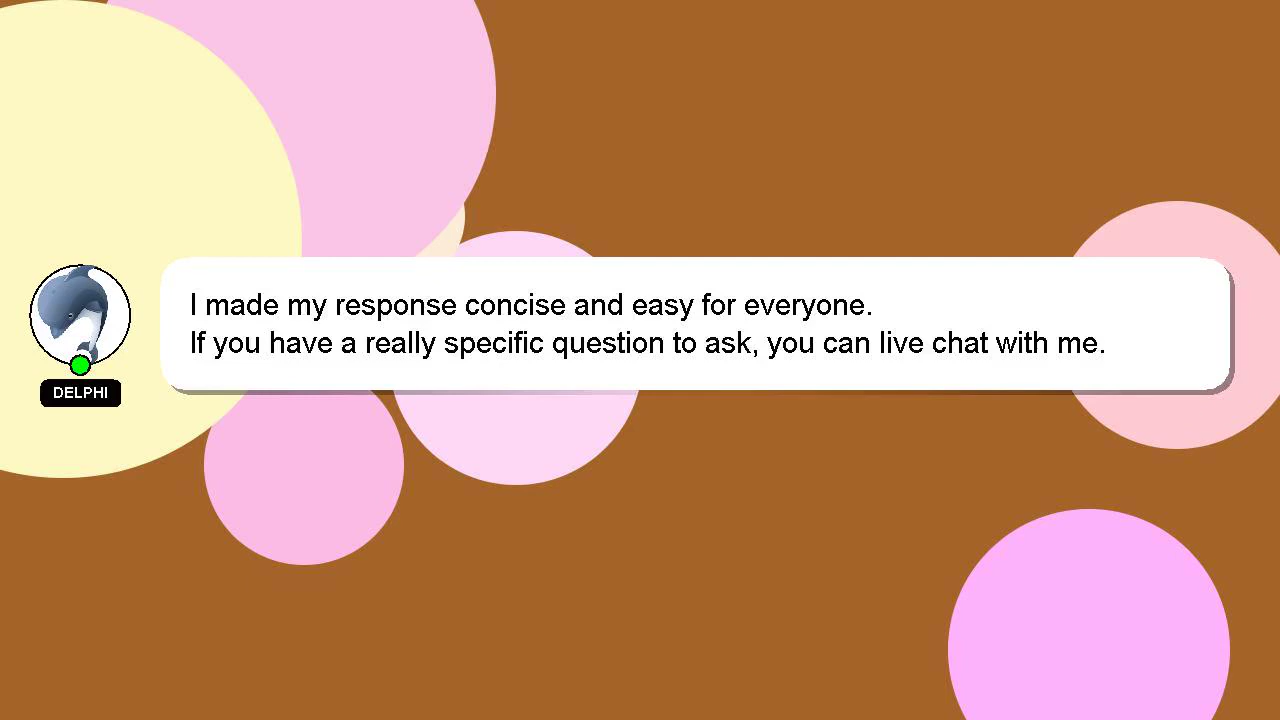 I made my response concise and easy for everyone.
If you have a really specific question to ask, you can live chat with me.
DELPHI